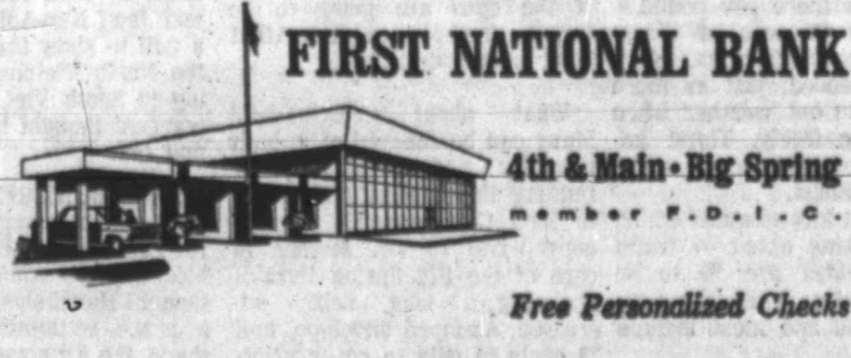 FIRST NATIONAL BANK
4th & Main • Big Spring
member F.D.I.C.
Free Personalized Checks